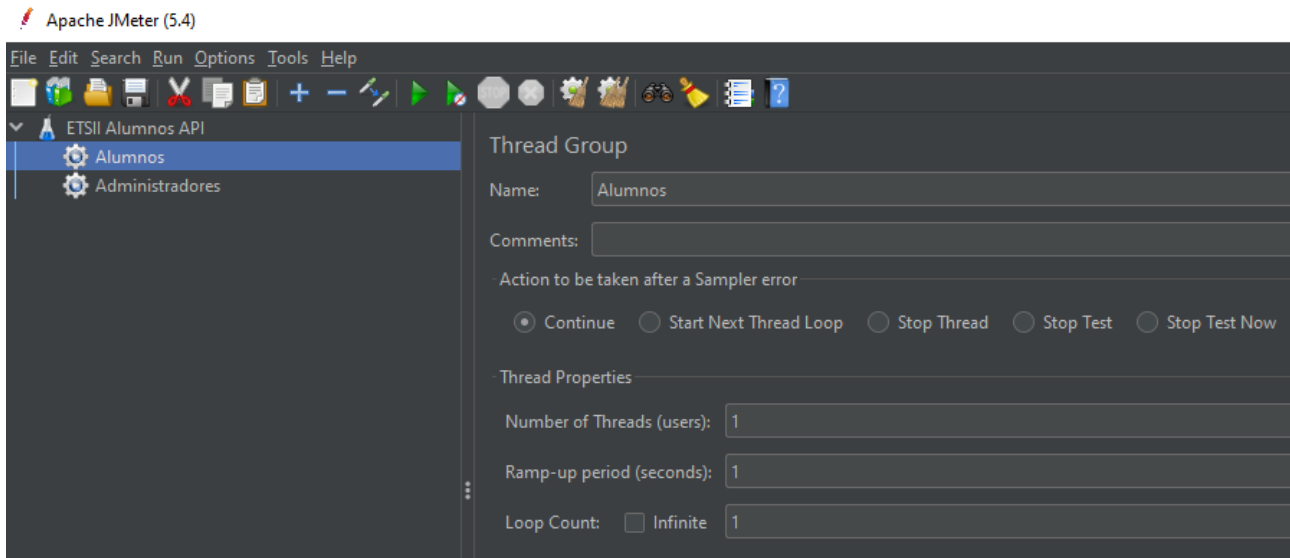 Apache JMeter (5.4)
File Edit Search Run Options Tools Help
STOP
ETSII Alumnos API
Alumnos
Administradores
Thread Group
Name: Alumnos
Comments:
Action to be taken after a Sampler error
Continue Start Next Thread Loop Stop Thread Stop Test Stop Test Now
Thread Properties
Number of Threads (users): 1
Ramp-up period (seconds): 1
Loop Count: Infinite 1